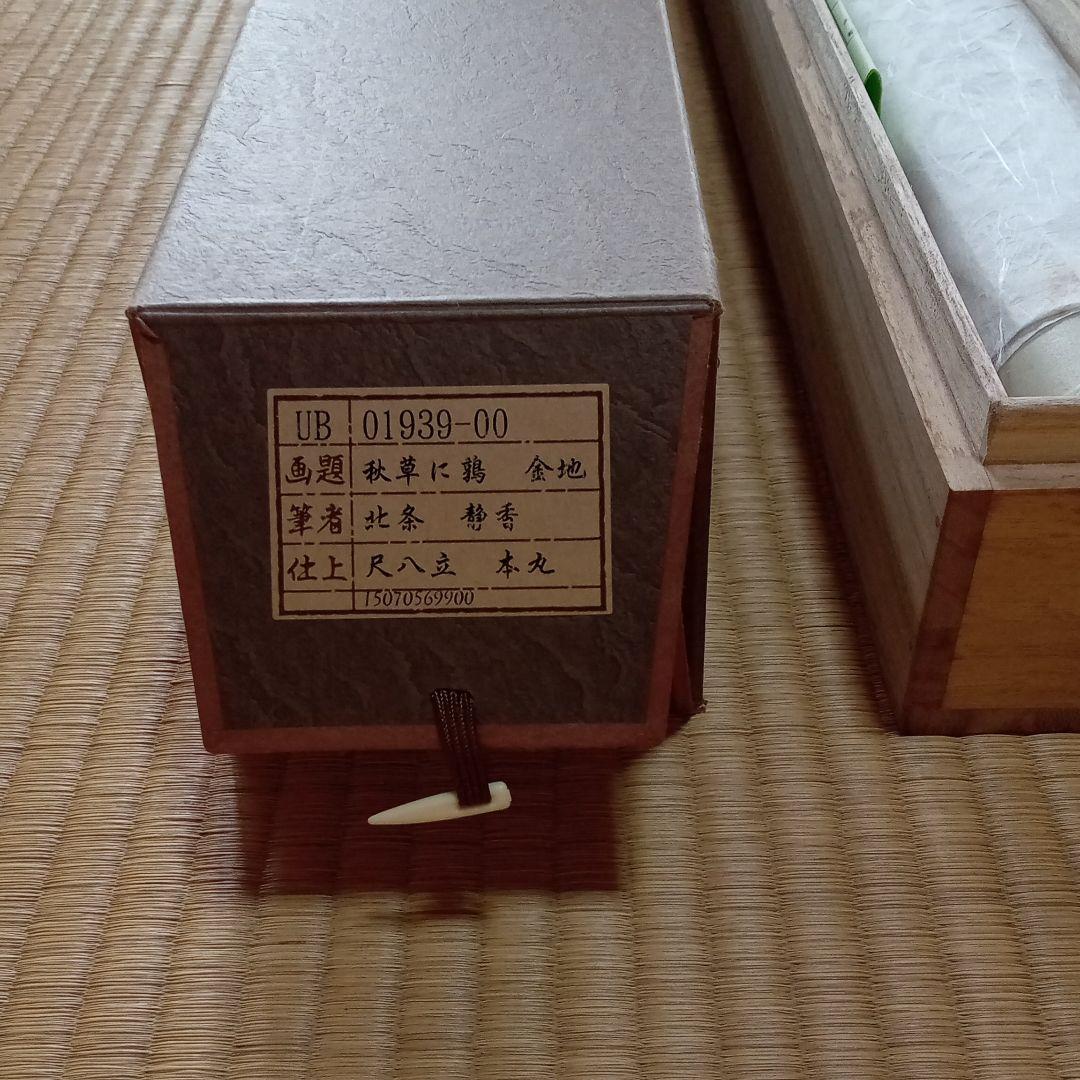 UB 01939-00
画題 秋草に鶉 金地
筆者 北条 静香
仕上 尺八立 本丸
15070569900